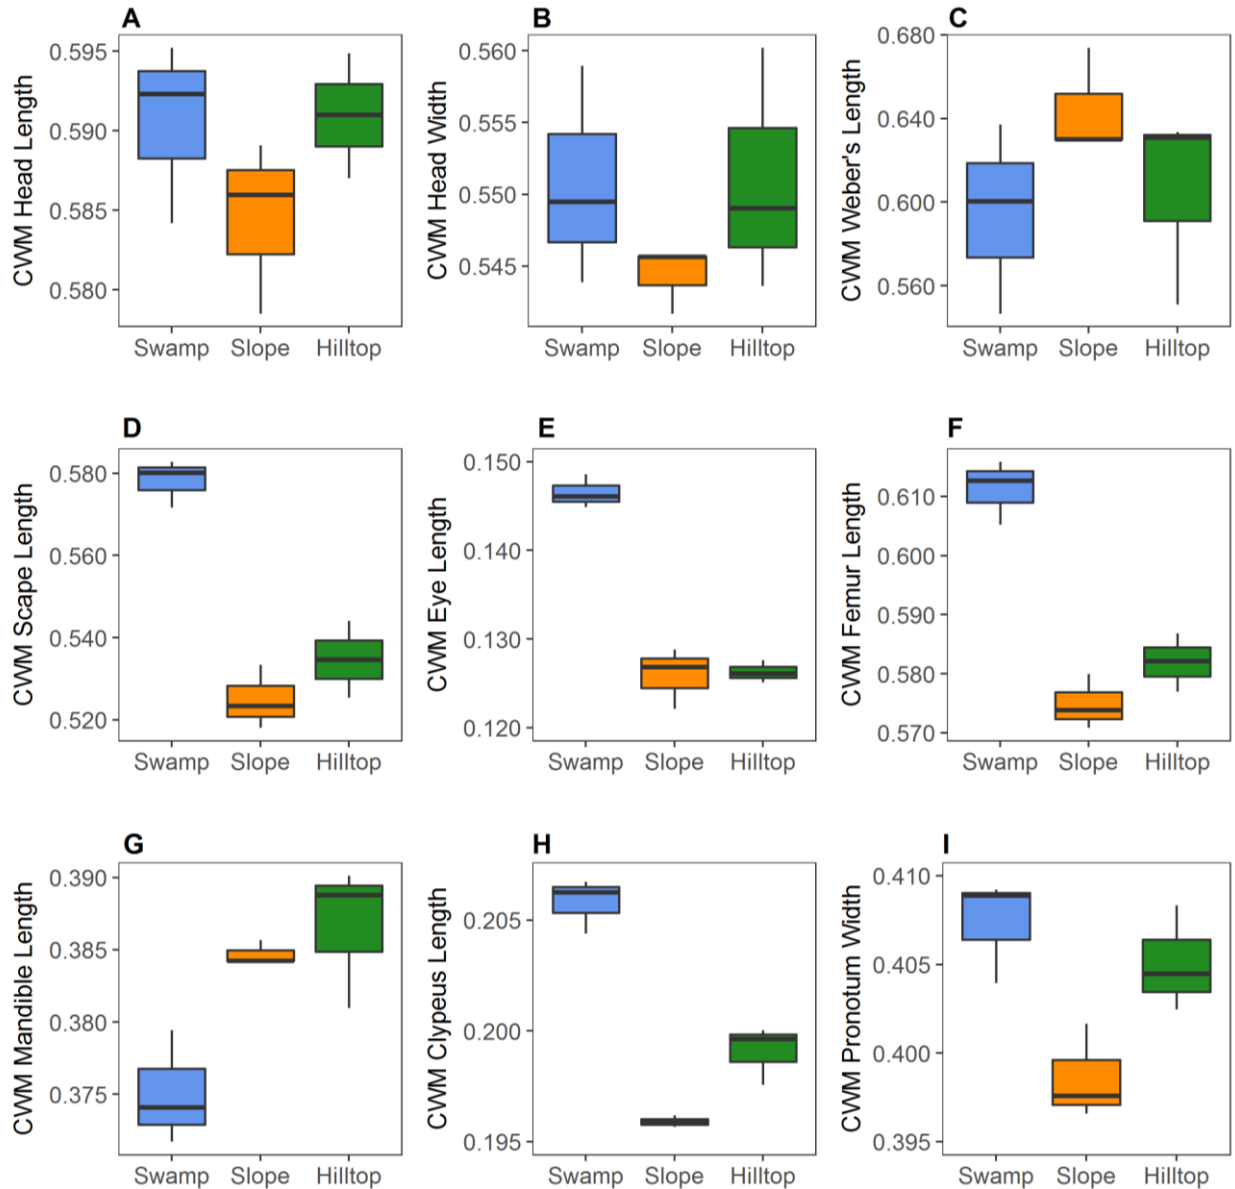 A
CWM Head Length
0.595
0.590
0.585
0.580
Swamp Slope Hilltop
B
CWM Head Width
0.560
0.555
0.550
0.545
Swamp Slope Hilltop
C
CWM Weber's Length
0.680
0.640
0.600
0.560
Swamp Slope Hilltop
D
CWM Scape Length
0.580
0.560
0.540
0.520
Swamp Slope Hilltop
E
CWM Eye Length
0.150
0.140
0.130
0.120
Swamp Slope Hilltop
F
CWM Femur Length
0.610
0.600
0.590
0.580
0.570
Swamp Slope Hilltop
G
CWM Mandible Length
0.390
0.385
0.380
0.375
Swamp Slope Hilltop
H
CWM Clypeus Length
0.205
0.200
0.195
Swamp Slope Hilltop
I
CWM Pronotum Width
0.410
0.405
0.400
0.395
Swamp Slope Hilltop